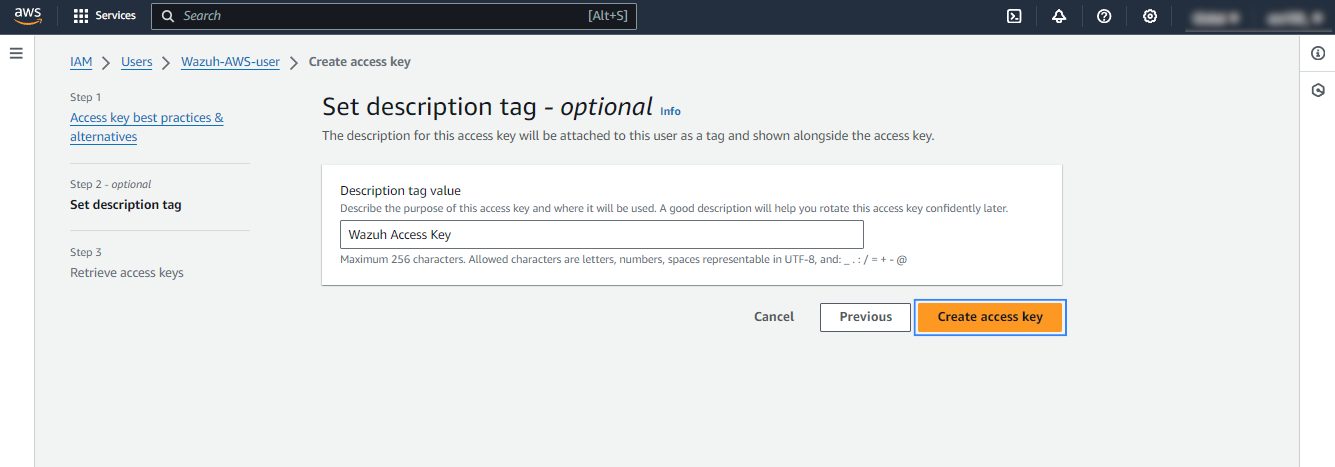 aws
Services
Search
[Alt+S]
IAM > Users > Wazuh-AWS-user > Create access key
Step 1
Access key best practices &
alternatives
Step 2 - optional
Set description tag
Step 3
Retrieve access keys
Set description tag - optional Info
The description for this access key will be attached to this user as a tag and shown alongside the access key.
Description tag value
Describe the purpose of this access key and where it will be used. A good description will help you rotate this access key confidently later.
Wazuh Access Key
Maximum 256 characters. Allowed characters are letters, numbers, spaces representable in UTF-8, and: _ . : / = + - @
Cancel
Previous
Create access key